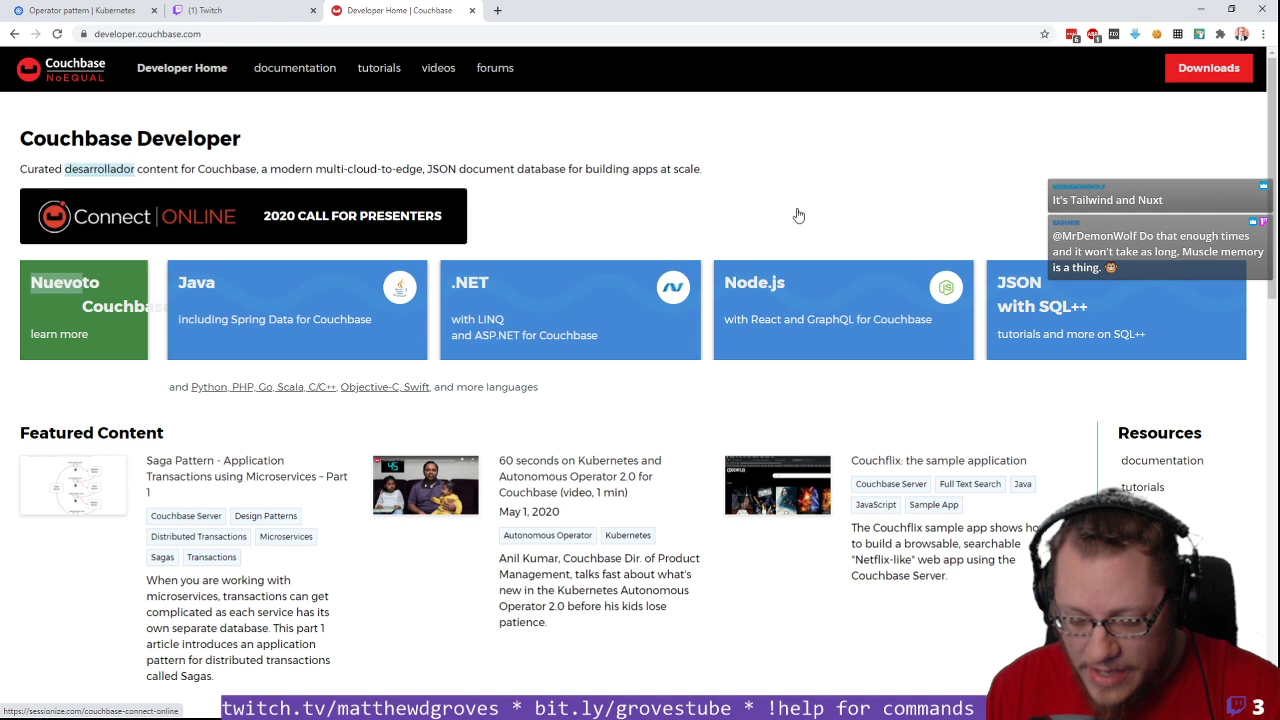 Operator pattern | Kubernetes
(1) Twitch
Developer Home | Couchbase
developer.couchbase.com
Couchbase
NoEQUAL
Developer Home
documentation
tutorials
videos
forums
Downloads
Couchbase Developer
Curated desarrollador content for Couchbase, a modern multi-cloud-to-edge, JSON document database for building apps at scale.
Connect | ONLINE
2020 CALL FOR PRESENTERS
It's Tailwind and Nuxt
@MrDemonWolf Do that enough times
and it won't take as long. Muscle memory
is a thing.
Nuevoto
Couchbase
learn more
Java
including Spring Data for Couchbase
.NET
with LINQ
and ASP.NET for Couchbase
Node.js
with React and GraphQL for Couchbase
JSON
with SQL++
tutorials and more on SQL++
and Python, PHP, Go, Scala, C/C++, Objective-C, Swift, and more languages
Featured Content
Saga Pattern - Application
Transactions using Microservices – Part
1
Couchbase Server
Design Patterns
Distributed Transactions
Microservices
Sagas
Transactions
When you are working with
microservices, transactions can get
complicated as each service has its
own separate database. This part 1
article introduces an application
pattern for distributed transactions
called Sagas.
45
60 seconds on Kubernetes and
Autonomous Operator 2.0 for
Couchbase (video, 1 min)
May 1, 2020
Autonomous Operator
Kubernetes
Anil Kumar, Couchbase Dir. of Product
Management, talks fast about what's
new in the Kubernetes Autonomous
Operator 2.0 before his kids lose
patience.
Couchflix: the sample application
Couchbase Server
Full Text Search
Java
JavaScript
Sample App
The Couchflix sample app shows ho
to build a browsable, searchable
"Netflix-like" web app using the
Couchbase Server.
Resources
documentation
tutorials
https://sessionize.com/couchbase-connect-online
twitch.tv/matthewdgroves * bit.ly/grovestube * !help for commands
3